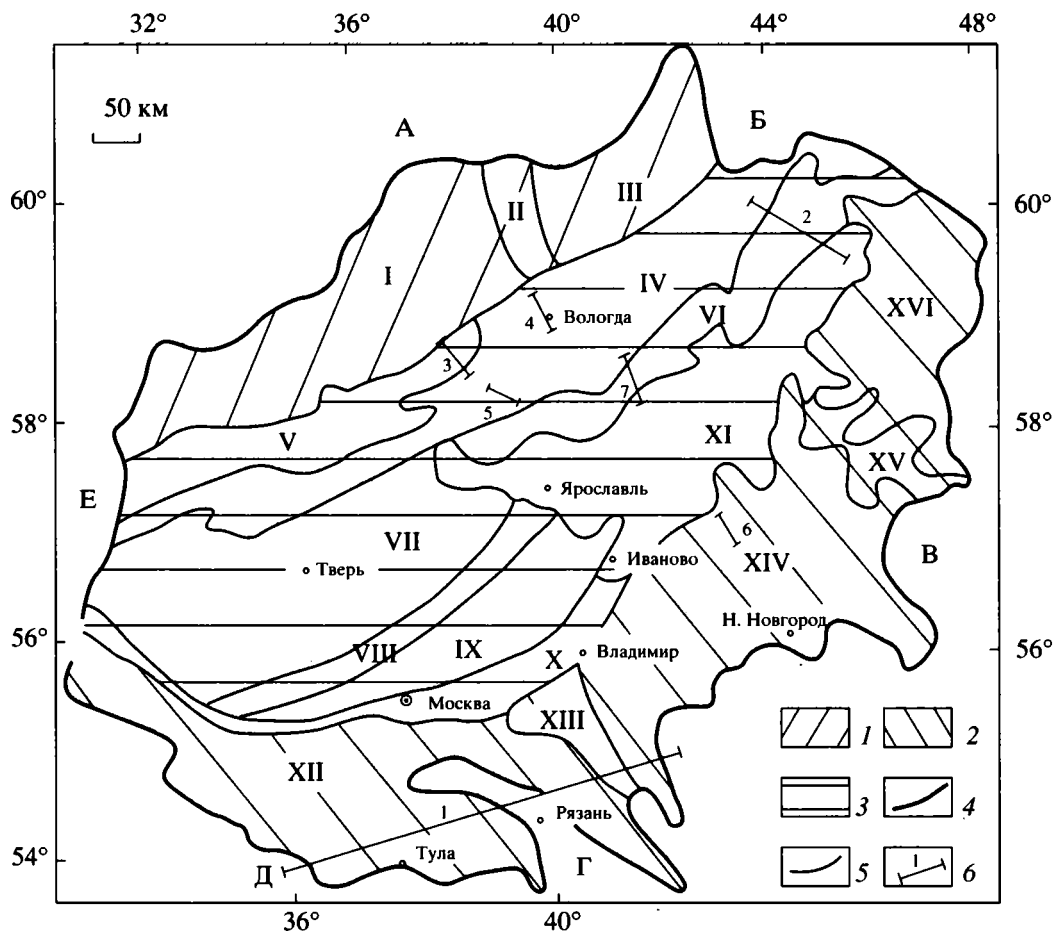 32° 36° 40° 44° 48°
50 км
А
Б
60°
60°
II
III
2
I
IV
XVI
4
Вологда
VI
3
7
5
58°
58°
V
XI
XV
Е
Ярославль
6
VII
В
Иваново
XIV
Тверь
Н. Новгород
56°
56°
VIII
IX
X
Владимир
Москва
XIII
1
2
XII
3
4
1
Рязань
Тула
54°
Д
Г
1
5
6
36° 40°